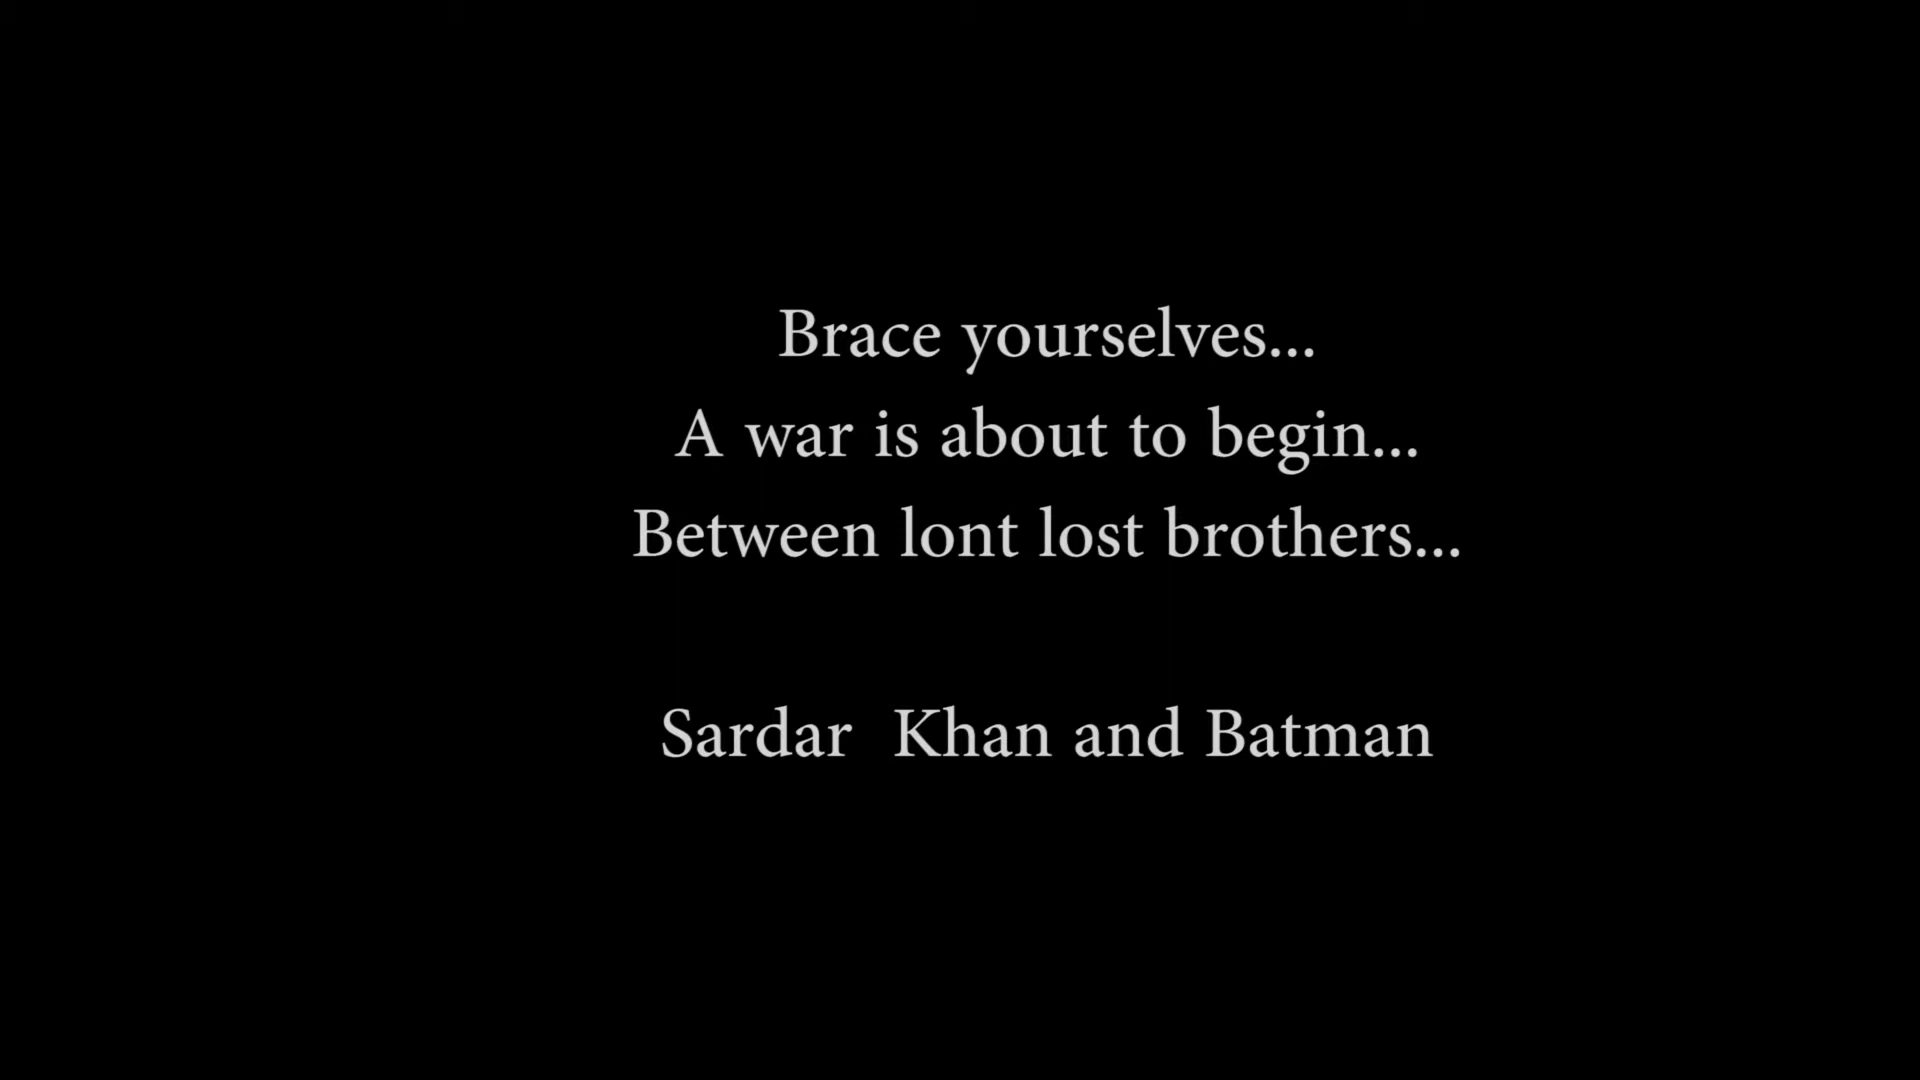 Brace yourselves...
A war is about to begin...
Between lont lost brothers...
Sardar  Khan and Batman